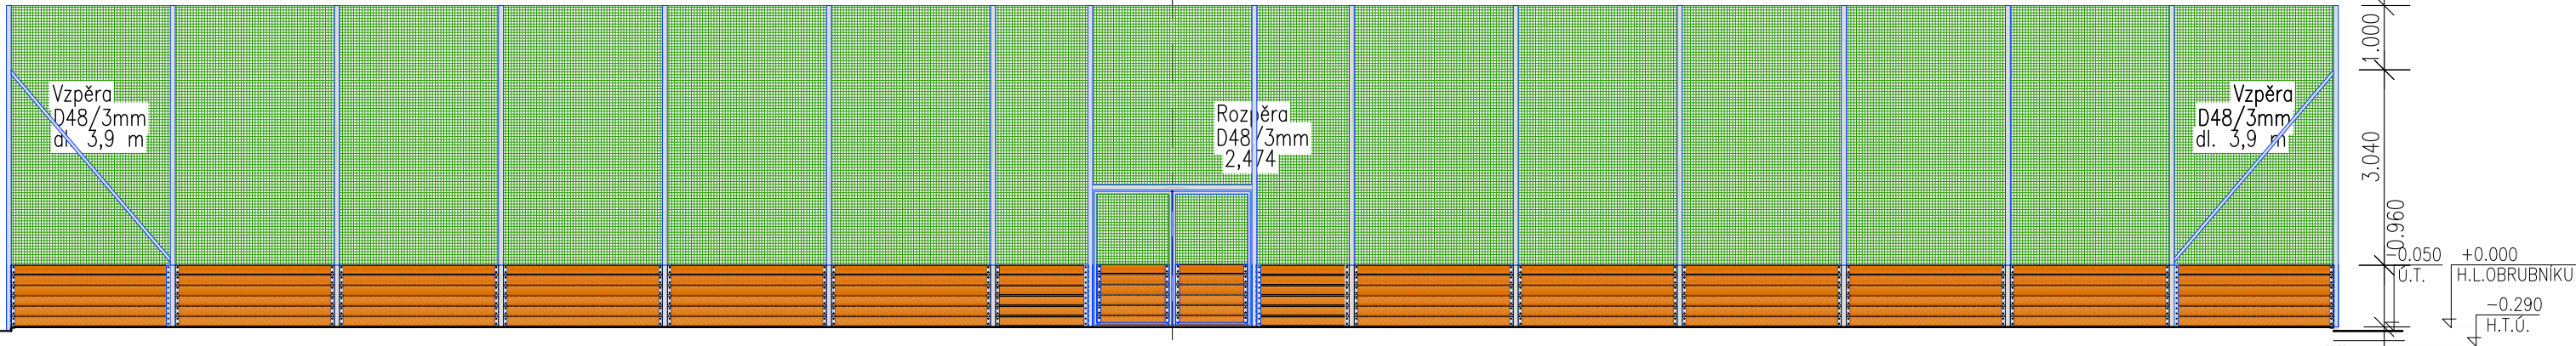 Vzpěra
D48/3mm
dl. 3,9 m
Rozpěra
D48/3mm
2,474
Vzpěra
D48/3mm
dl. 3,9 m
1.000
3.040
0.960
-0.050
Ú.T.
+0.000
H.L.OBRUBNÍKU
-0.290
H.T.Ú.